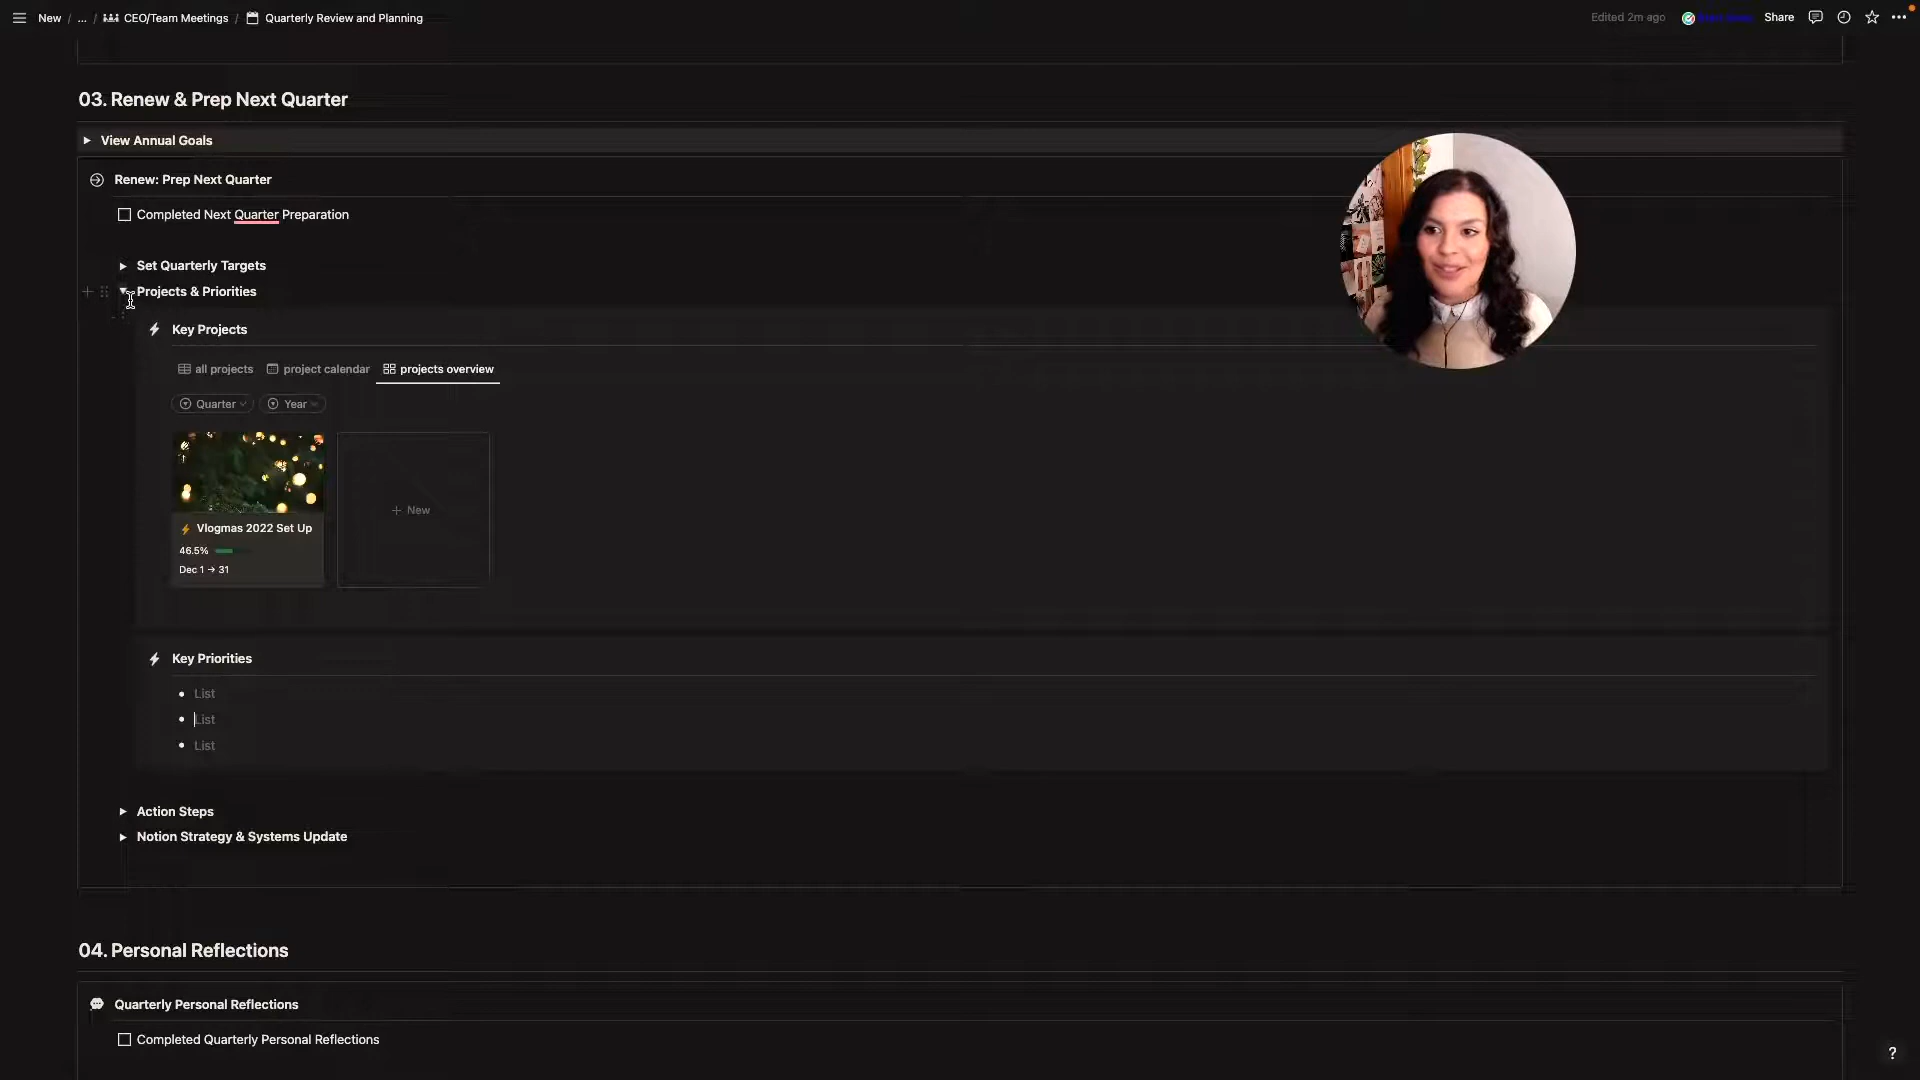 New / ... / CEO/Team Meetings / Quarterly Review and Planning
Edited 2m ago
Share
03. Renew & Prep Next Quarter
View Annual Goals
Renew: Prep Next Quarter
Completed Next Quarter Preparation
Set Quarterly Targets
Projects & Priorities
Key Projects
all projects project calendar projects overview
Quarter Year
Vlogmas 2022 Set Up
46.5%
Dec 1 → 31
+ New
Key Priorities
List
List
List
Action Steps
Notion Strategy & Systems Update
04. Personal Reflections
Quarterly Personal Reflections
Completed Quarterly Personal Reflections
?